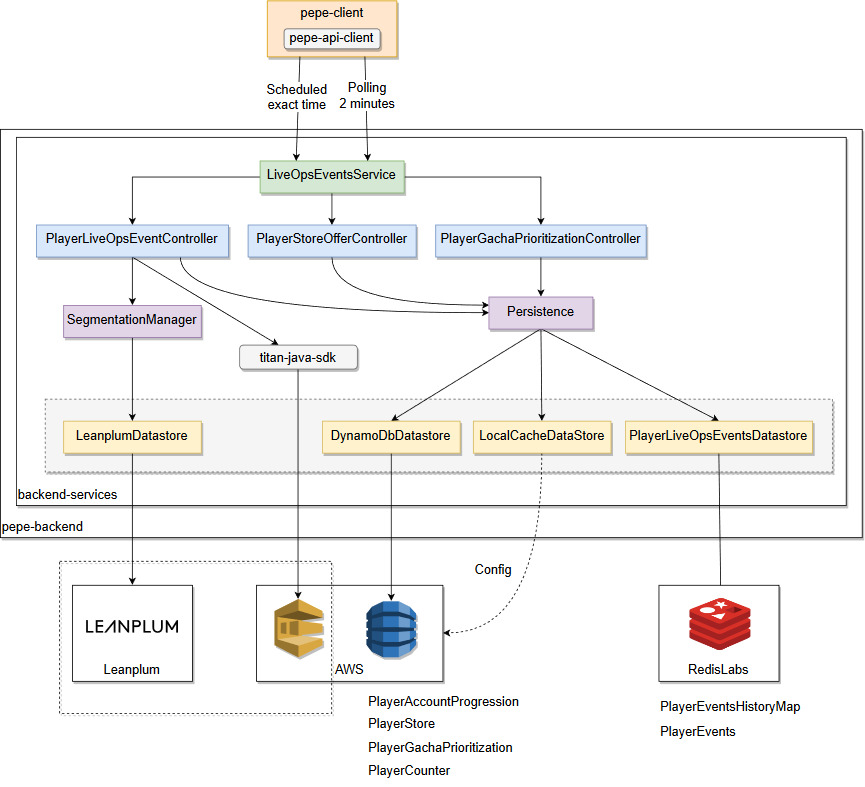 pepe-client
pepe-api-client
Scheduled
exact time
Polling
2 minutes
LiveOpsEventsService
PlayerLiveOpsEventController
PlayerStoreOfferController
PlayerGachaPrioritizationController
SegmentationManager
Persistence
titan-java-sdk
LeanplumDatastore
DynamoDbDatastore
LocalCacheDataStore
PlayerLiveOpsEventsDatastore
backend-services
pepe-backend
Config
LEANPLUM
Leanplum
AWS
RedisLabs
PlayerAccountProgression
PlayerStore
PlayerGachaPrioritization
PlayerCounter
PlayerEventsHistoryMap
PlayerEvents